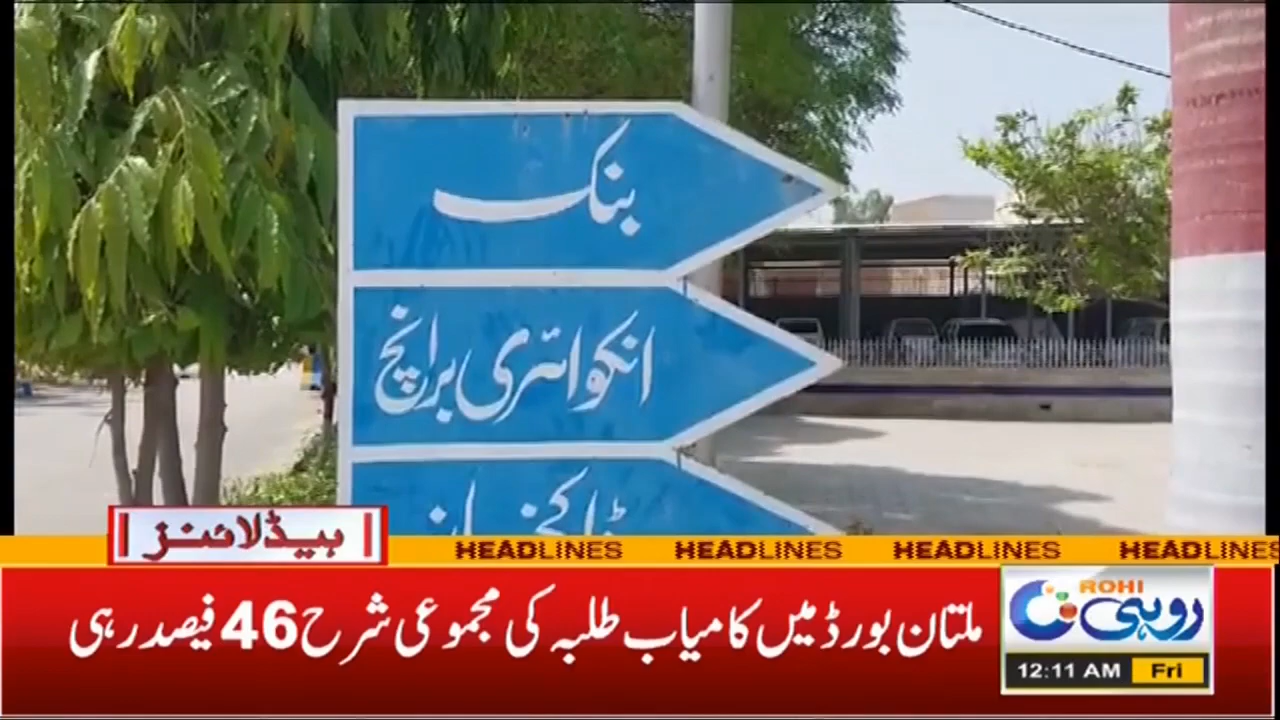 بنک
انکوائری برانچ
ہیڈلائنز
HEADLINES HEADLINES HEADLINES HEADLINES
ملتان بورڈ میں کامیاب طلبہ کی مجموعی شرح 46 فیصد رہی
ROHI
روہی
12:11 AM Fri